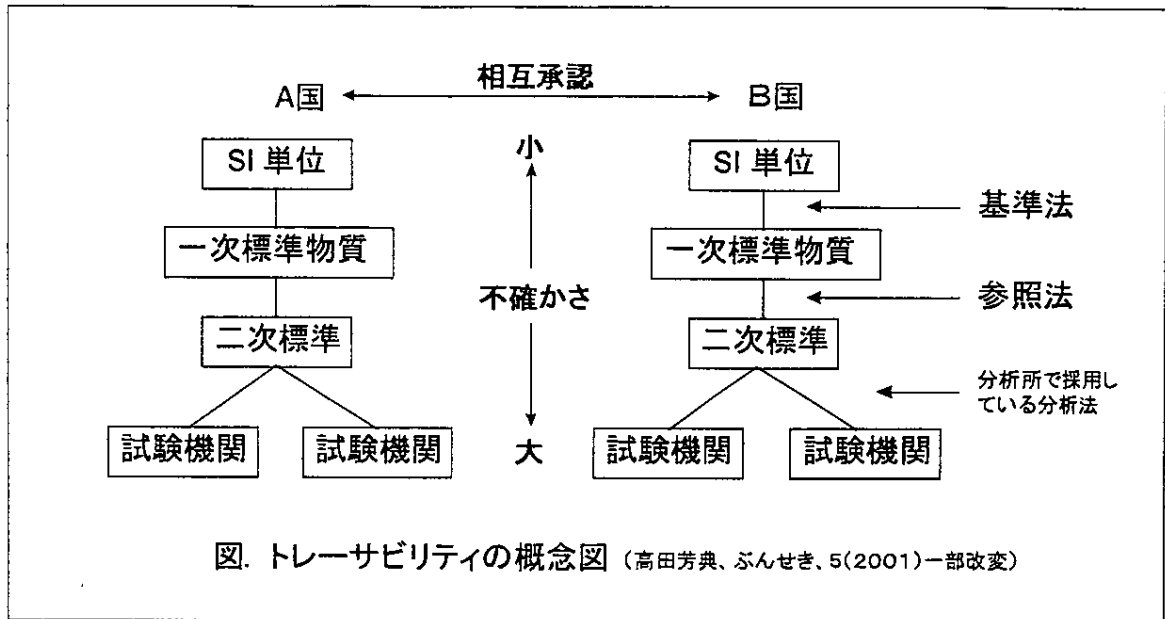 相互承認
A国
B国
小
SI 単位
SI 単位
基準法
一次標準物質
一次標準物質
不確かさ
参照法
二次標準
二次標準
分析所で採用し
ている分析法
試験機関
試験機関
大
試験機関
試験機関
図. トレーサビリティの概念図 (高田芳典、ぶんせき、5(2001)一部改変)